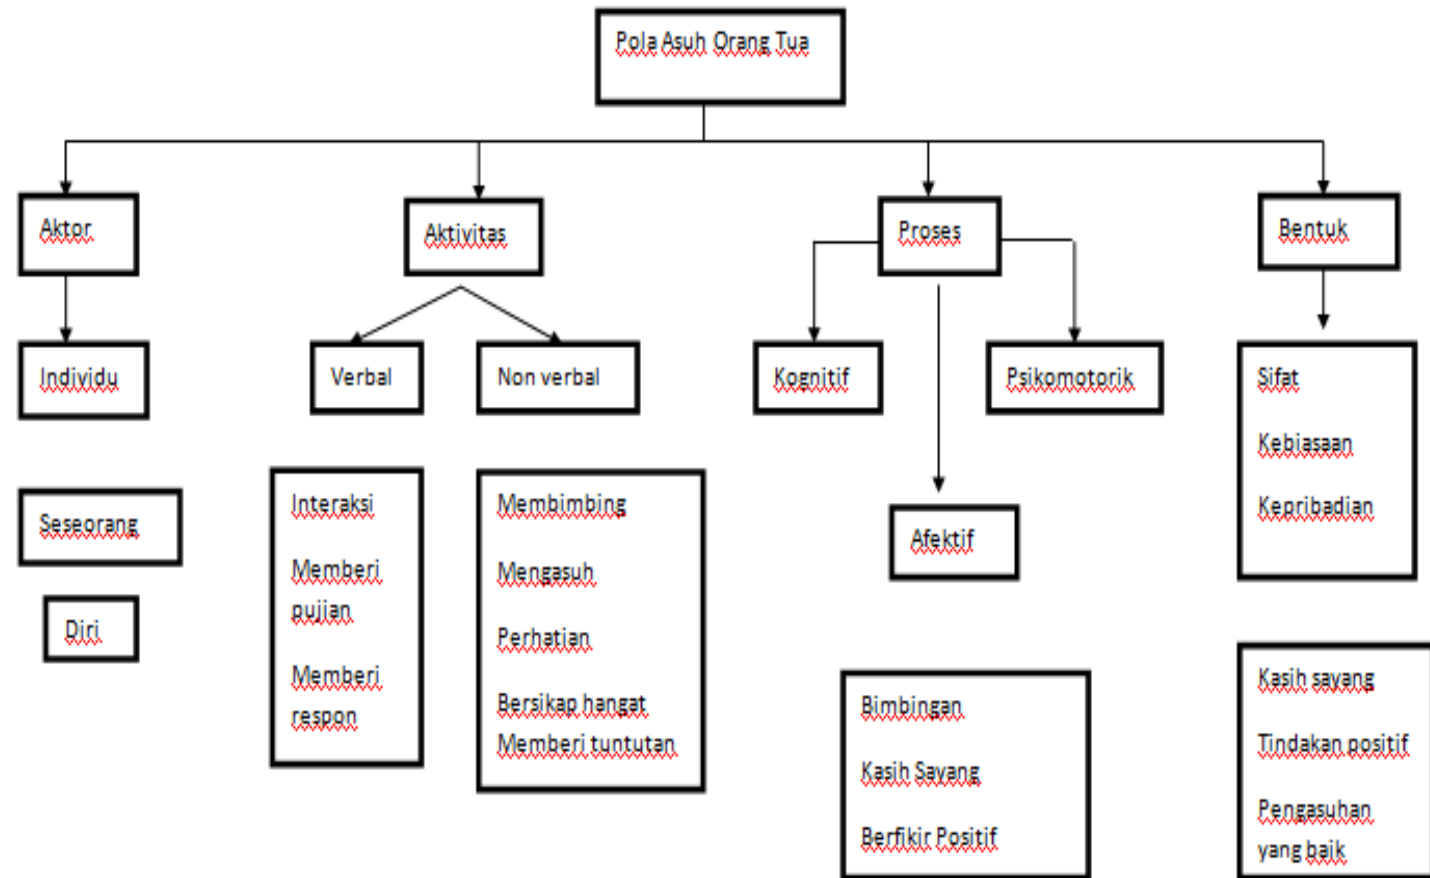 Pola Asuh Orang Tua
Aktor
Aktivitas
Proses
Bentuk
Individu
Verbal
Non verbal
Kognitif
Psikomotorik
Sifat
Kebiasaan
Kepribadian
Seseorang
Diri
Interaksi
Memberi
pujian
Memberi
respon
Membimbing
Mengasuh
Perhatian
Bersikap hangat
Memberi tuntutan
Afektif
Bimbingan
Kasih Sayang
Berfikir Positif
Kasih sayang
Tindakan positif
Pengasuhan
yang baik